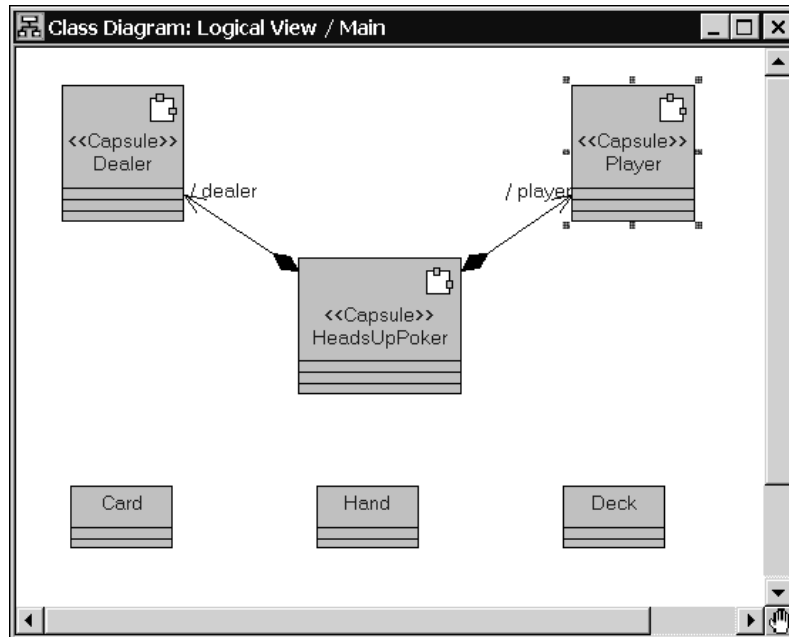 Class Diagram: Logical View / Main
<<Capsule>>
Dealer
<<Capsule>>
Player
/ dealer
/ player
<<Capsule>>
HeadsUpPoker
Card
Hand
Deck